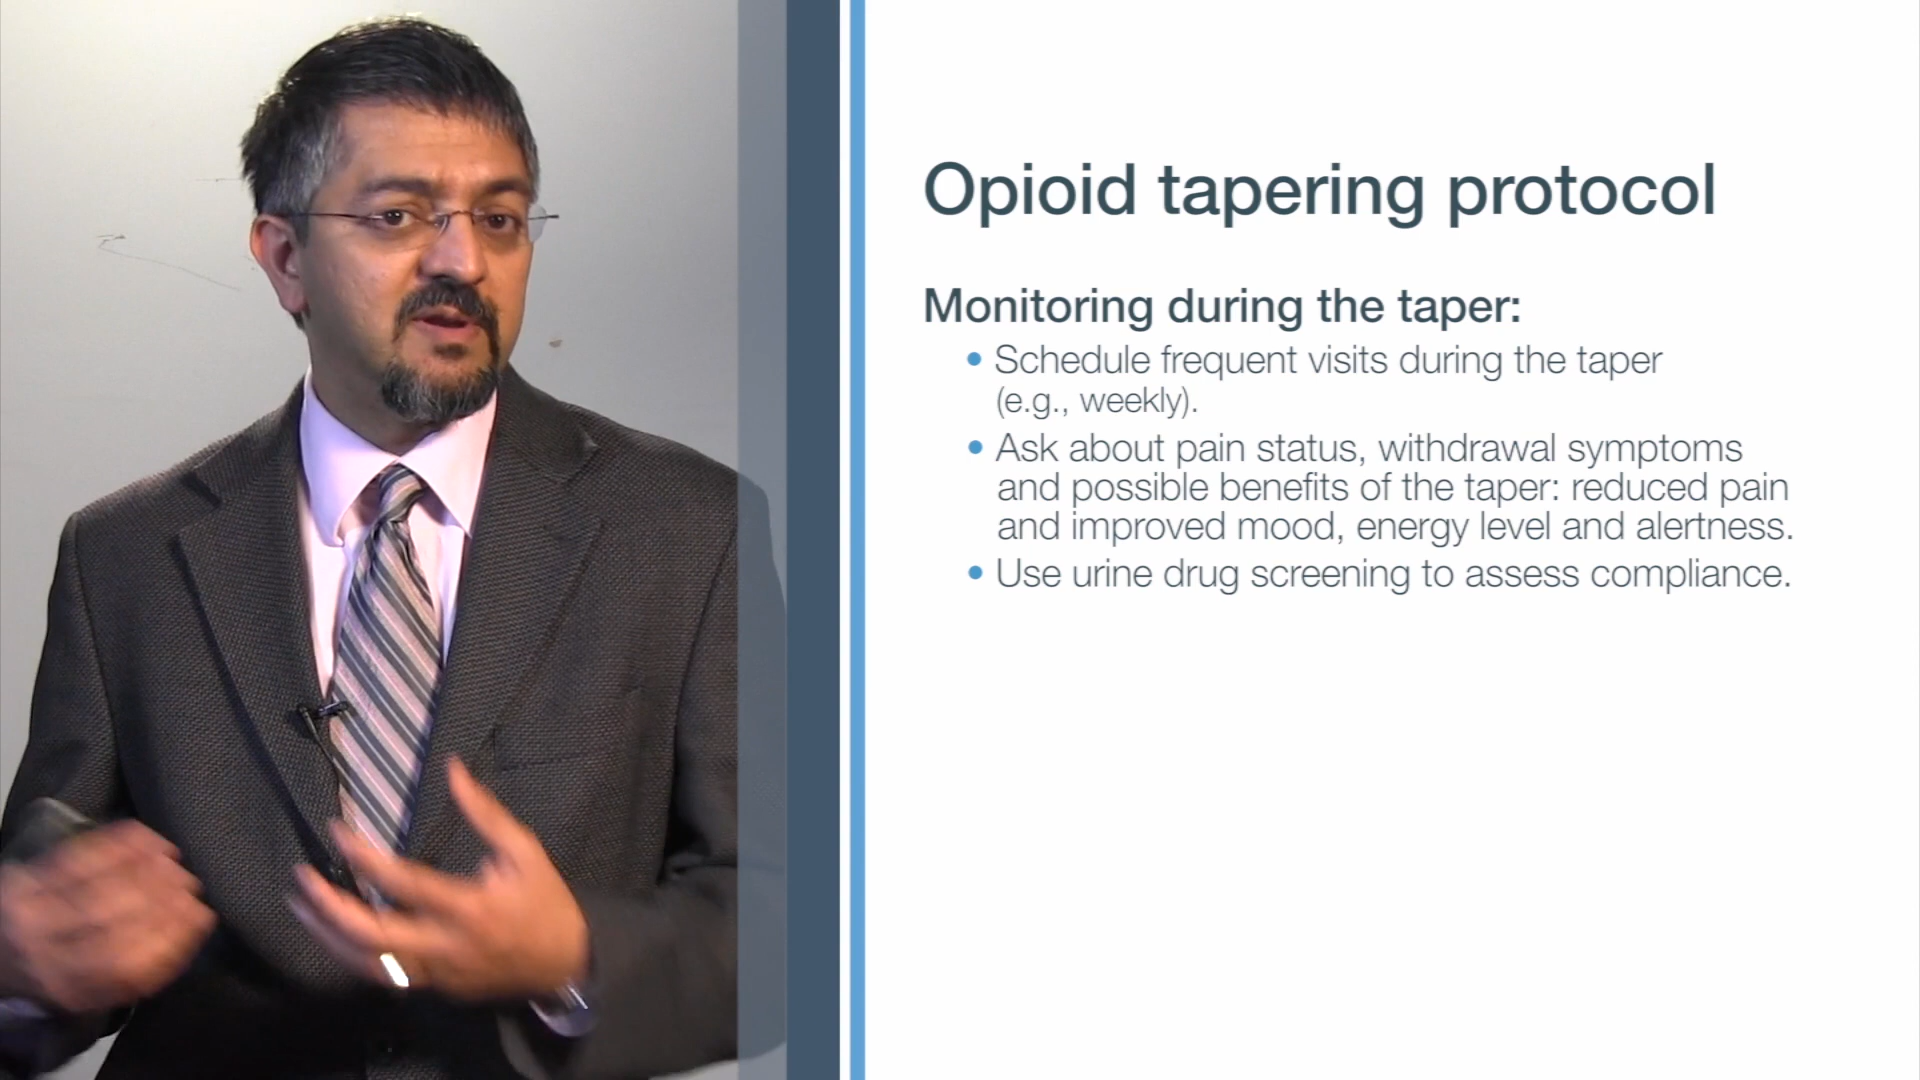 Opioid tapering protocol
Monitoring during the taper:
• Schedule frequent visits during the taper
(e.g., weekly).
• Ask about pain status, withdrawal symptoms
and possible benefits of the taper: reduced pain
and improved mood, energy level and alertness.
• Use urine drug screening to assess compliance.